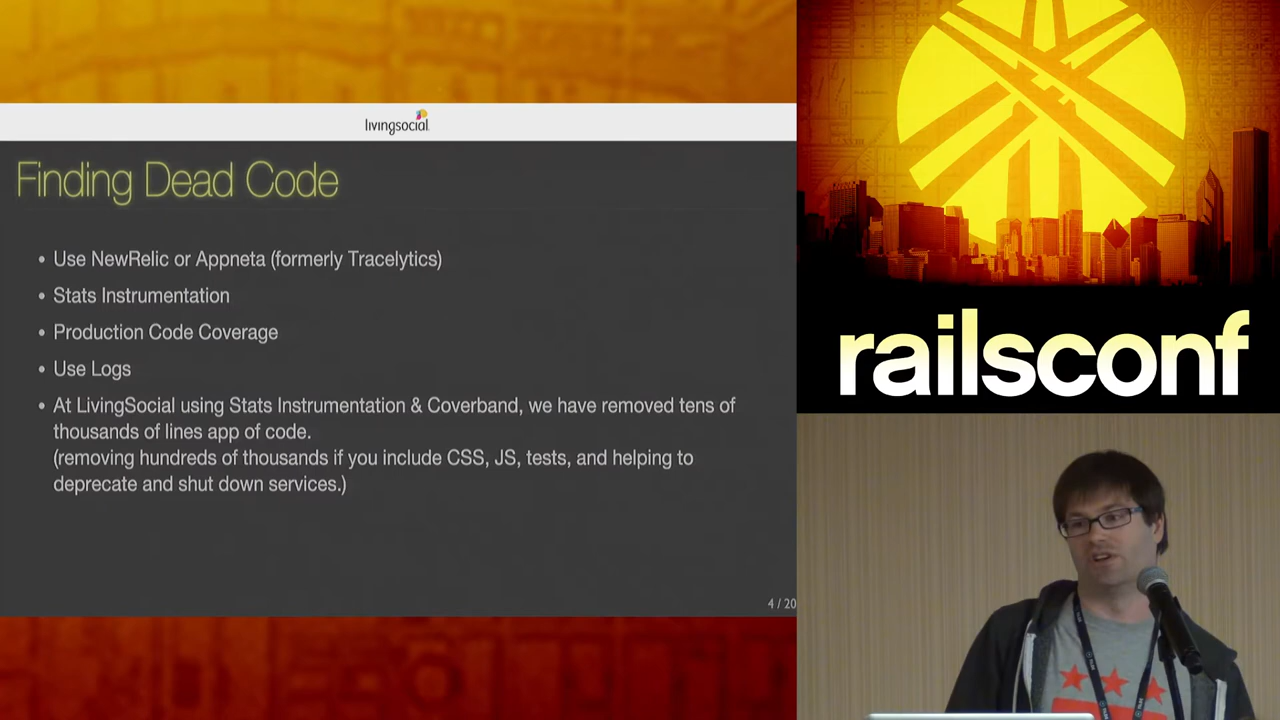 livingsocial
Finding Dead Code
• Use NewRelic or Appneta (formerly Tracelytics)
• Stats Instrumentation
• Production Code Coverage
• Use Logs
• At LivingSocial using Stats Instrumentation & Coverband, we have removed tens of
thousands of lines app of code.
(removing hundreds of thousands if you include CSS, JS, tests, and helping to
deprecate and shut down services.)
4 / 20
railsconf